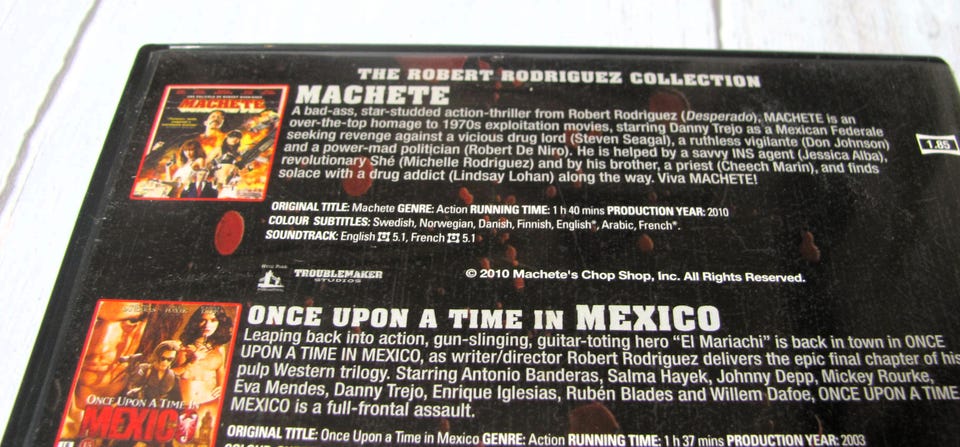 THE ROBERT RODRIGUEZ COLLECTION
MACHETE
MACHETE
A bad-ass, star-studded action-thriller from Robert Rodriguez (Desperado), MACHETE is an
over-the-top homage to 1970s exploitation movies, starring Danny Trejo as a Mexican Federale
seeking revenge against a vicious drug lord (Steven Seagal), a ruthless vigilante (Don Johnson)
and a power-mad politician (Robert De Niro). He is helped by a savvy INS agent (Jessica Alba),
revolutionary Shé (Michelle Rodriguez) and by his brother, a priest (Cheech Marin), and finds
solace with a drug addict (Lindsay Lohan) along the way. Viva MACHETE!
1.85
ORIGINAL TITLE: Machete GENRE: Action RUNNING TIME: 1 h 40 mins PRODUCTION YEAR: 2010
COLOUR SUBTITLES: Swedish, Norwegian, Danish, Finnish, English*, Arabic, French*.
SOUNDTRACK: English 5.1, French 5.1
TROUBLEMAKER
STUDIOS
© 2010 Machete's Chop Shop, Inc. All Rights Reserved.
ONCE UPON A TIME IN MEXICO
Leaping back into action, gun-slinging, guitar-toting hero “El Mariachi” is back in town in ONCE
UPON A TIME IN MEXICO, as writer/director Robert Rodriguez delivers the epic final chapter of his
pulp Western trilogy. Starring Antonio Banderas, Salma Hayek, Johnny Depp, Mickey Rourke,
Eva Mendes, Danny Trejo, Enrique Iglesias, Rubén Blades and Willem Dafoe, ONCE UPON A TIME
MEXICO is a full-frontal assault.
ONCE UPON A TIME IN
MEXICO
ORIGINAL TITLE: Once Upon a Time in Mexico GENRE: Action RUNNING TIME: 1 h 37 mins PRODUCTION YEAR: 2003